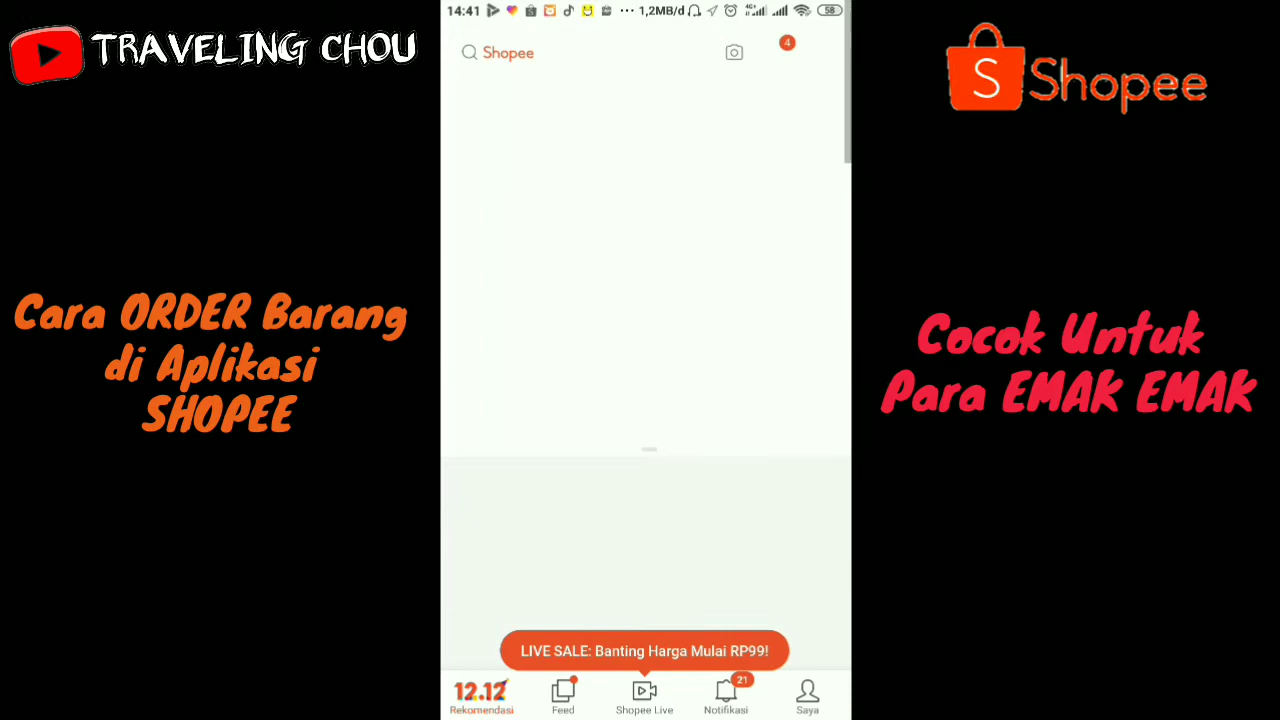 TRAVELING CHOU
Cara ORDER Barang
di Aplikasi
SHOPEE
14:41
1,2MB/d
4G+
58
Shopee
4
LIVE SALE: Banting Harga Mulai RP99!
12.12
21
Rekomendasi
Feed
Shopee Live
Notifikasi
Saya
S Shopee
Cocok Untuk
Para EMAK EMAK